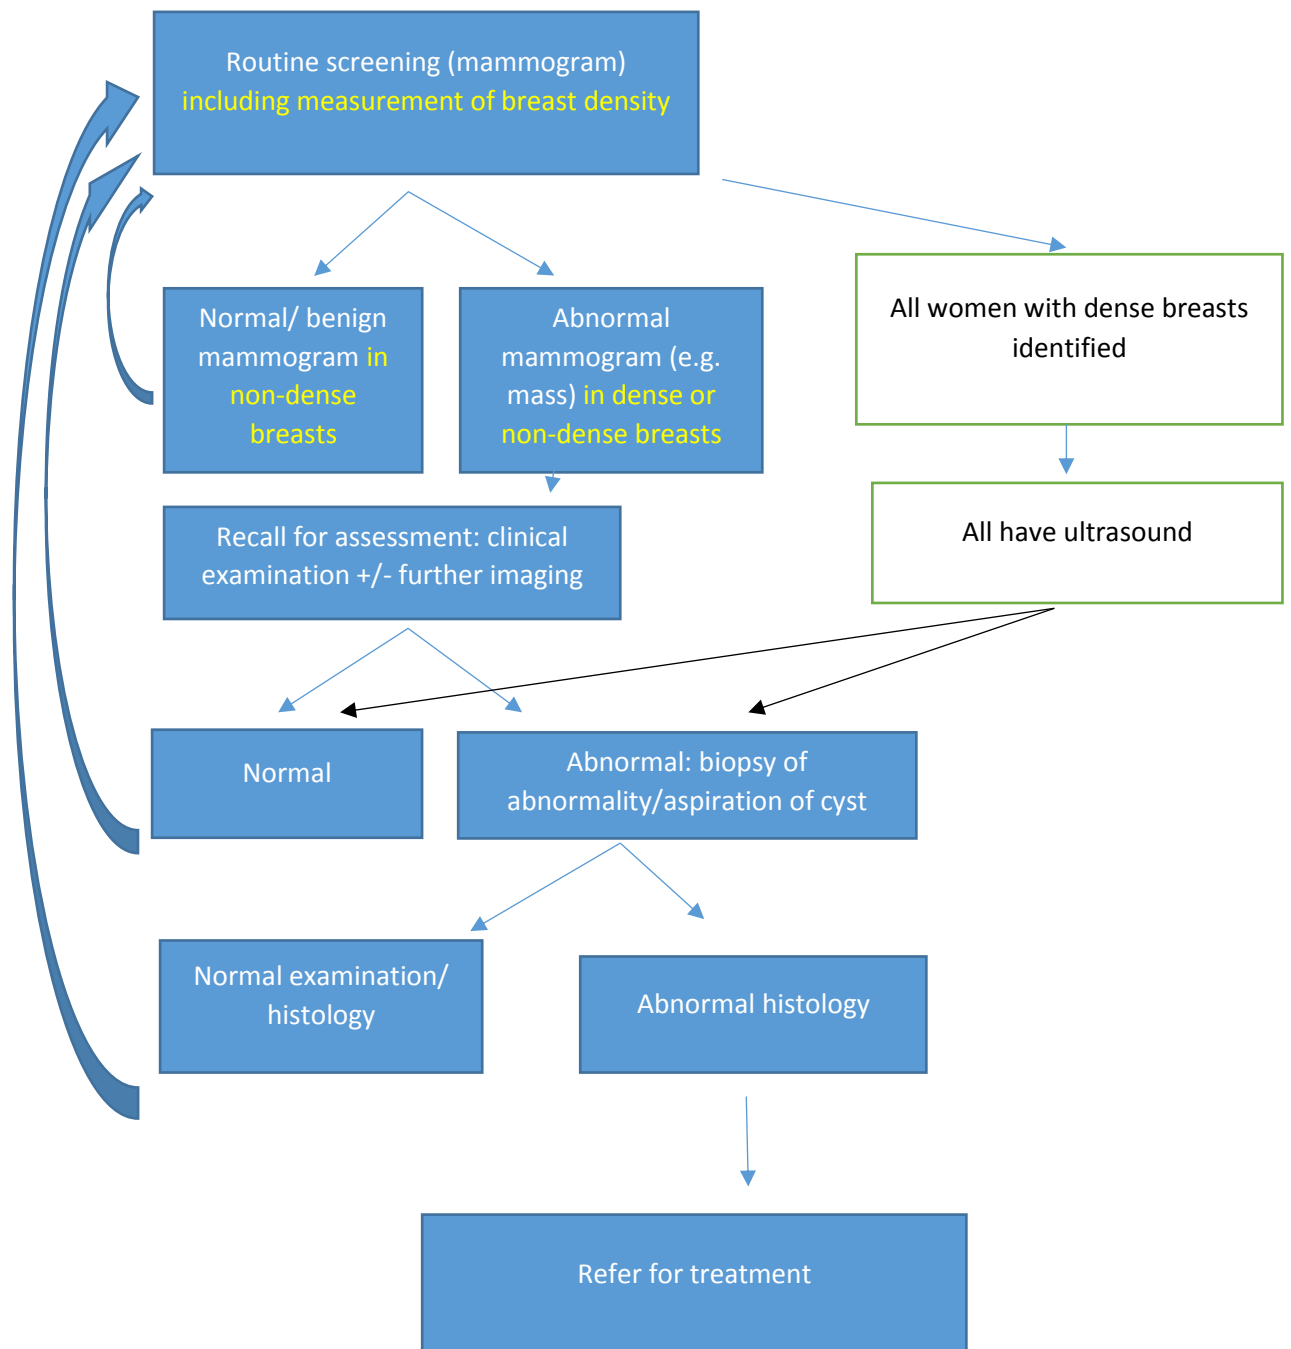 Routine screening (mammogram)
including measurement of breast density
Normal/ benign
mammogram in
non-dense
breasts
Abnormal
mammogram (e.g.
mass) in dense or
non-dense breasts
All women with dense breasts
identified
Recall for assessment: clinical
examination +/- further imaging
All have ultrasound
Normal
Abnormal: biopsy of
abnormality/aspiration of cyst
Normal examination/
histology
Abnormal histology
Refer for treatment